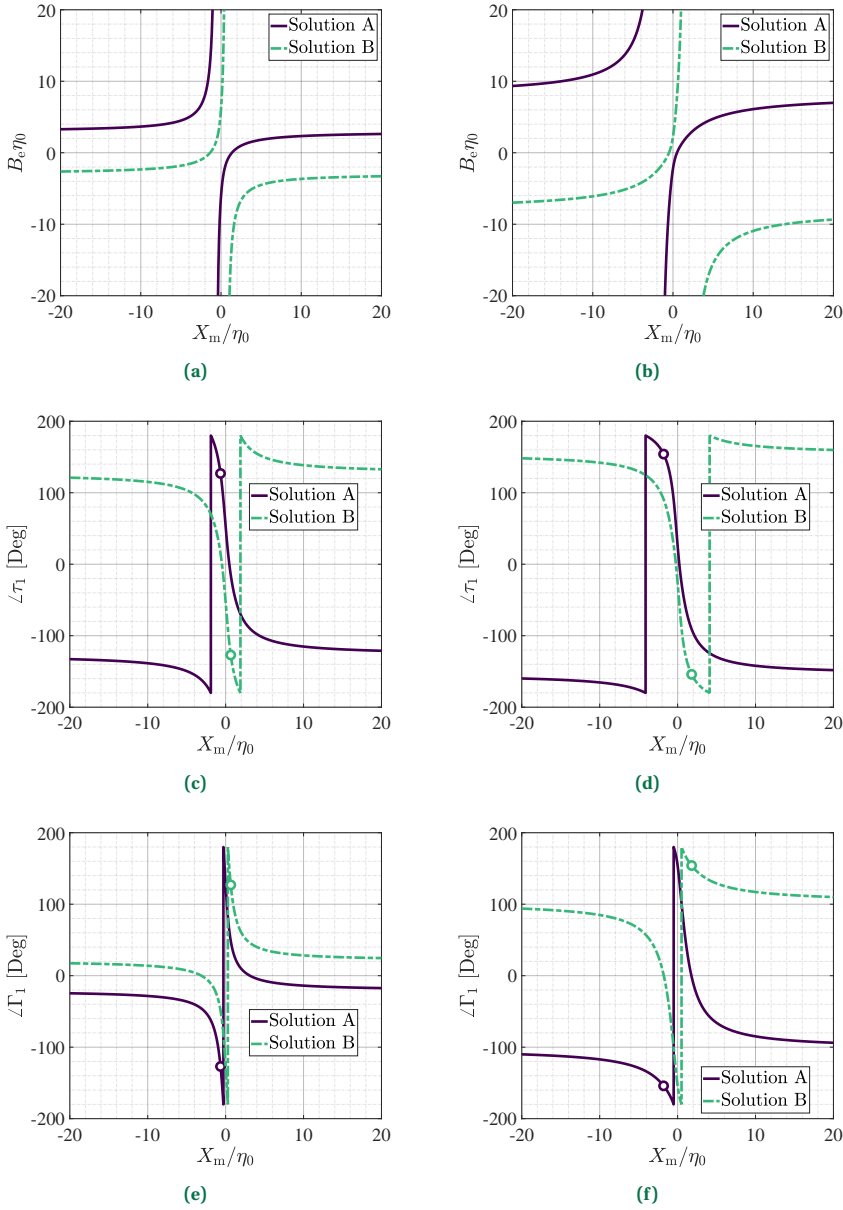 20
10
0
-10
-20
-20
-10
0
10
20
B_e η_0
X_m/η_0
Solution A
Solution B
(a)
20
10
0
-10
-20
-20
-10
0
10
20
B_e η_0
X_m/η_0
Solution A
Solution B
(b)
200
100
0
-100
-200
-20
-10
0
10
20
∠τ_1 [Deg]
X_m/η_0
Solution A
Solution B
(c)
200
100
0
-100
-200
-20
-10
0
10
20
∠τ_1 [Deg]
X_m/η_0
Solution A
Solution B
(d)
200
100
0
-100
-200
-20
-10
0
10
20
∠Γ_1 [Deg]
X_m/η_0
Solution A
Solution B
(e)
200
100
0
-100
-200
-20
-10
0
10
20
∠Γ_1 [Deg]
X_m/η_0
Solution A
Solution B
(f)